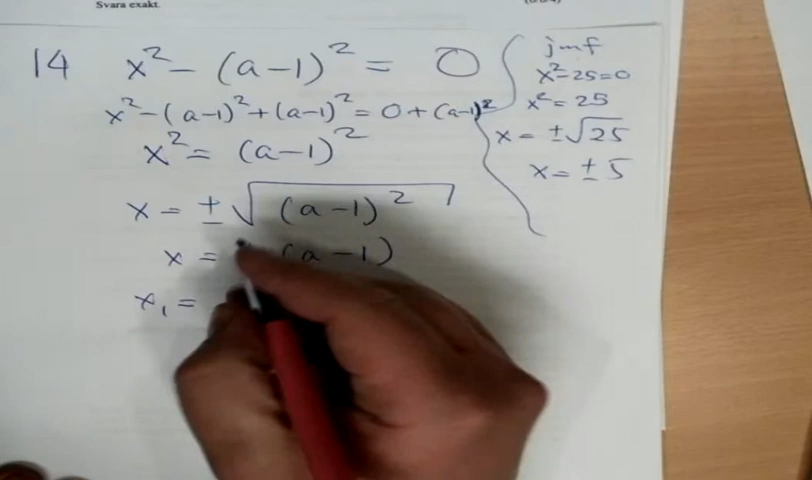 Svara exakt.
14 x² − (a−1)² = 0
x² − (a−1)² + (a−1)² = 0 + (a−1)²
x² = (a−1)²
x = ±√(a−1)²
x = (a−1)
x₁ =
jmf
x²−25=0
x² = 25
x = ±√25
x = ±5